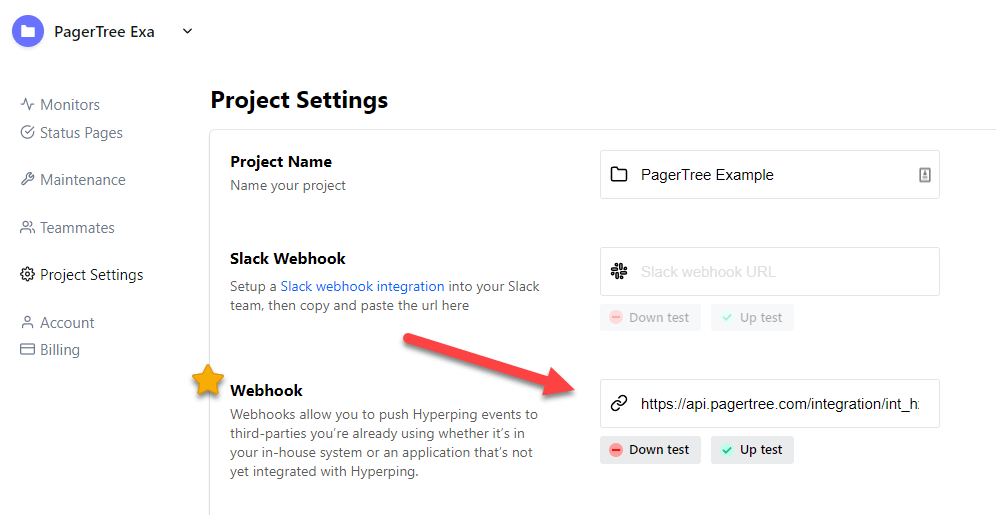 PagerTree Exa
Monitors
Status Pages
Maintenance
Teammates
Project Settings
Account
Billing
Project Settings
Project Name
Name your project
PagerTree Example
Slack Webhook
Setup a Slack webhook integration into your Slack
team, then copy and paste the url here
Slack webhook URL
Down test
Up test
Webhook
Webhooks allow you to push Hyperping events to
third-parties you’re already using whether it’s in
your in-house system or an application that’s not
yet integrated with Hyperping.
https://api.pagertree.com/integration/int_h
Down test
Up test